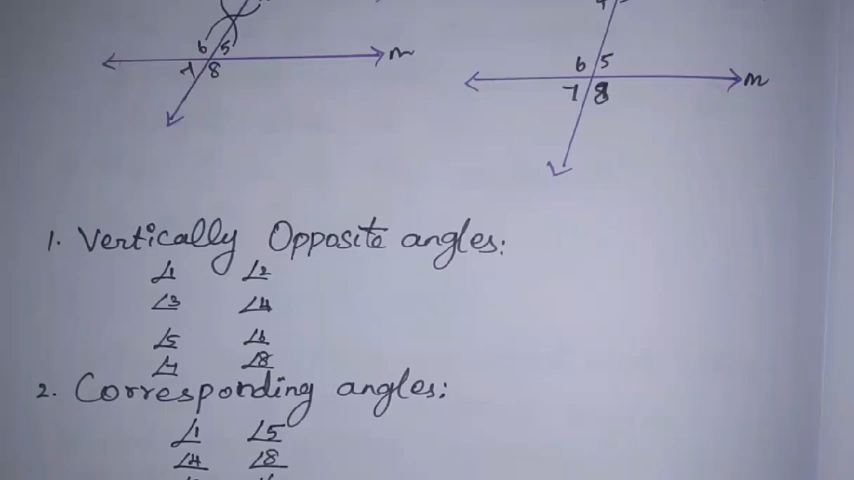 6 5 m
7 8
6 5
7 8 m
1. Vertically Opposite angles:
∠1 ∠2
∠3 ∠4
∠5 ∠6
∠7 ∠8
2. Corresponding angles:
∠1 ∠5
∠4 ∠8